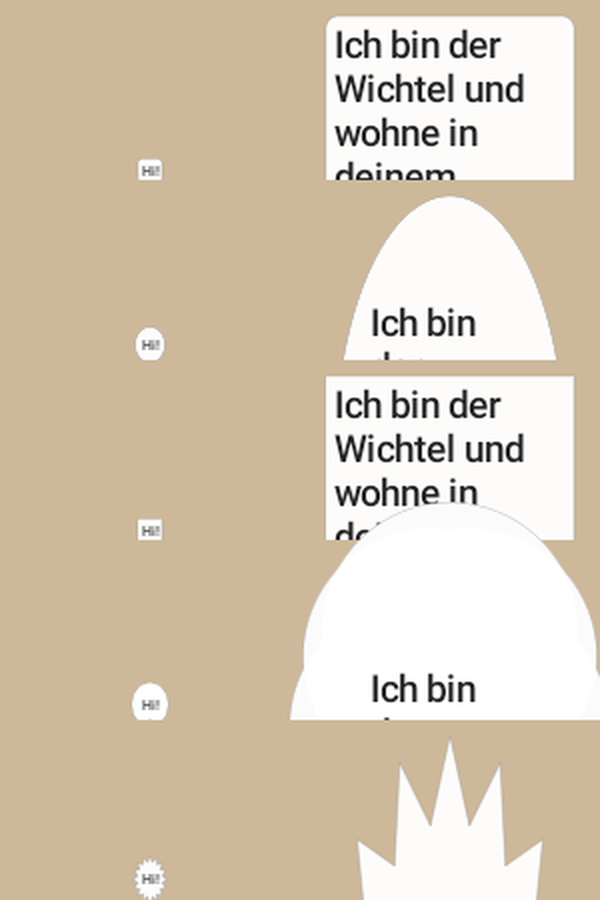 Ich bin der
Wichtel und
wohne in
deinem
Hi!
Ich bin
Hi!
Ich bin der
Wichtel und
wohne in
Hi!
Ich bin
Hi!
Hi!